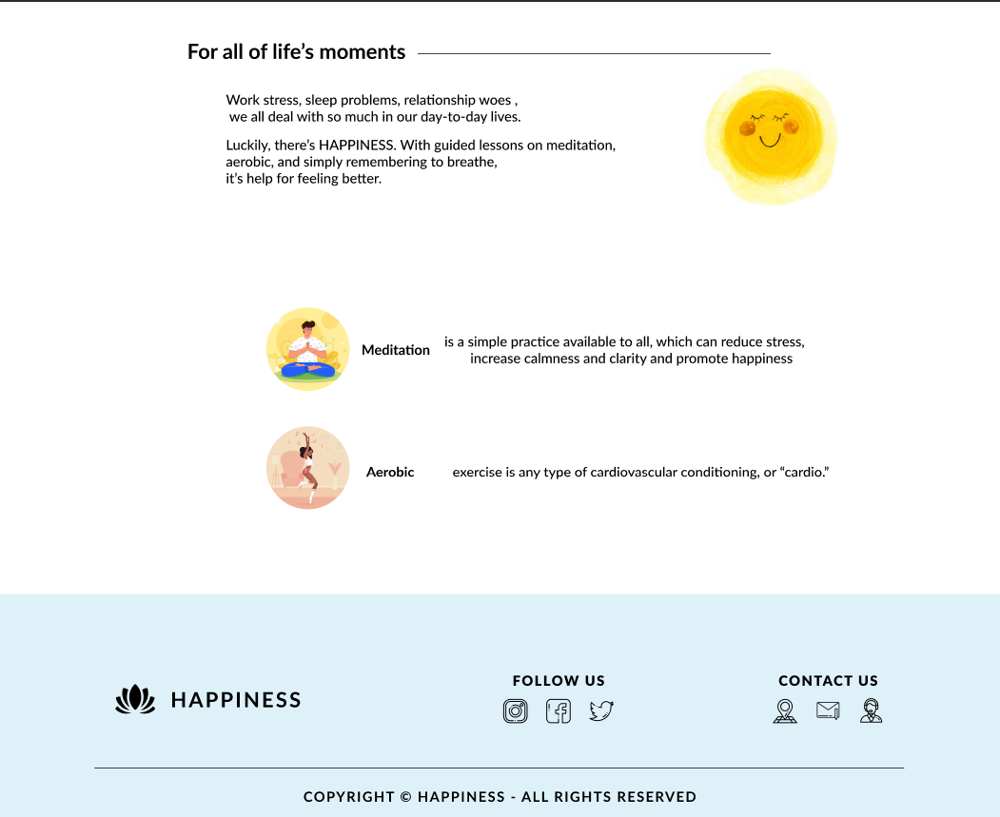 For all of life’s moments
Work stress, sleep problems, relationship woes ,
we all deal with so much in our day-to-day lives.
Luckily, there’s HAPPINESS. With guided lessons on meditation,
aerobic, and simply remembering to breathe,
it’s help for feeling better.
Meditation is a simple practice available to all, which can reduce stress,
increase calmness and clarity and promote happiness
Aerobic exercise is any type of cardiovascular conditioning, or “cardio.”
HAPPINESS
FOLLOW US
CONTACT US
COPYRIGHT © HAPPINESS - ALL RIGHTS RESERVED